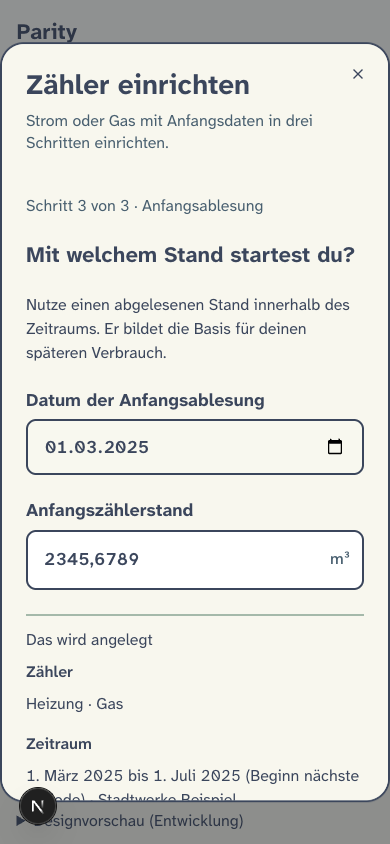 Parity
Zähler einrichten
×
Strom oder Gas mit Anfangsdaten in drei
Schritten einrichten.
Schritt 3 von 3 · Anfangsablesung
Mit welchem Stand startest du?
Nutze einen abgelesenen Stand innerhalb des
Zeitraums. Er bildet die Basis für deinen
späteren Verbrauch.
Datum der Anfangsablesung
01.03.2025
Anfangszählerstand
2345,6789 m³
Das wird angelegt
Zähler
Heizung · Gas
Zeitraum
1. März 2025 bis 1. Juli 2025 (Beginn nächste
· Stadtwerke Beispiel
N
(Entwicklung)